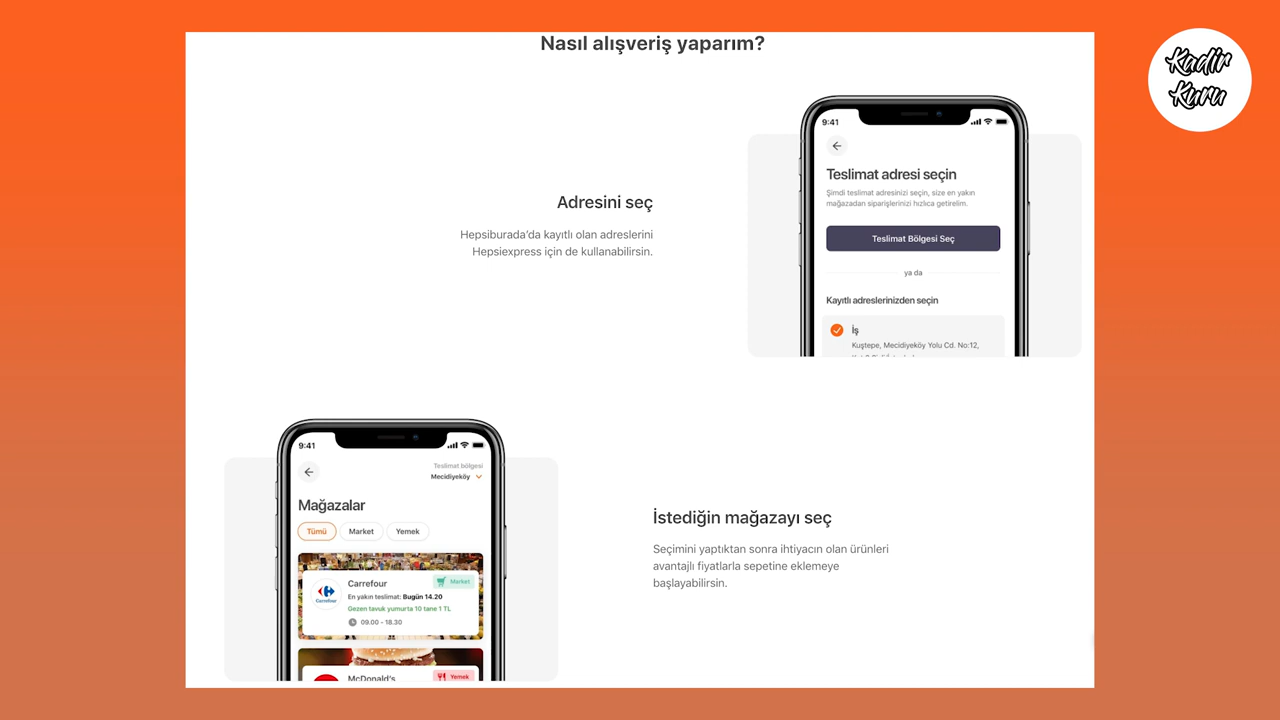 Nasıl alışveriş yaparım?
Kadir
Kuru
Adresini seç
Hepsiburada'da kayıtlı olan adreslerini
Hepsiexpress için de kullanabilirsin.
9:41
Teslimat adresi seçin
Şimdi teslimat adresinizi seçin, size en yakın
mağazadan siparişlerinizi hızlıca getirelim.
Teslimat Bölgesi Seç
ya da
Kayıtlı adreslerinizden seçin
İş
Kuştepe, Mecidiyeköy Yolu Cd. No:12,
9:41
Teslimat bölgesi
Mecidiyeköy
Mağazalar
Tümü Market Yemek
Carrefour
Market
Carrefour
En yakın teslimat: Bugün 14.20
Gezen tavuk yumurta 10 tane 1 TL
09.00 - 18.30
McDonald's
Yemek
İstediğin mağazayı seç
Seçimini yaptıktan sonra ihtiyacın olan ürünleri
avantajlı fiyatlarla sepetine eklemeye
başlayabilirsin.